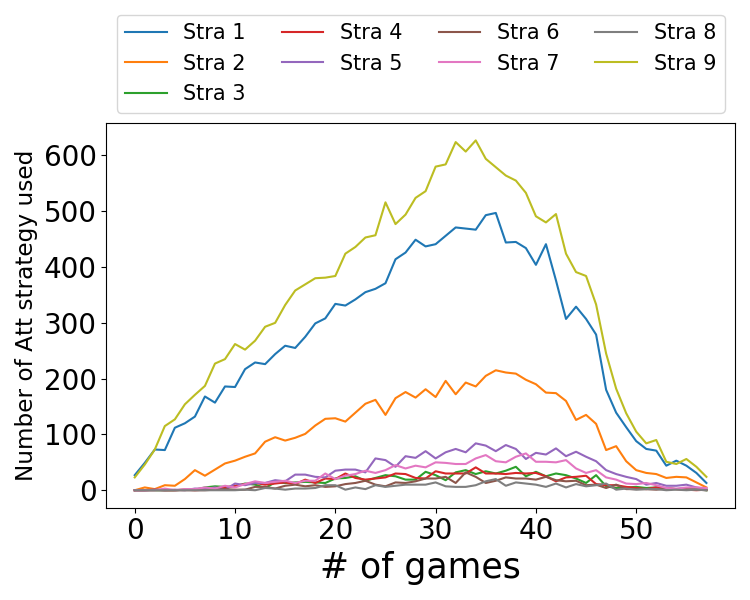 Stra 1 Stra 4 Stra 6 Stra 8
Stra 2 Stra 5 Stra 7 Stra 9
Stra 3
Number of Att strategy used
600
500
400
300
200
100
0
0 10 20 30 40 50
# of games